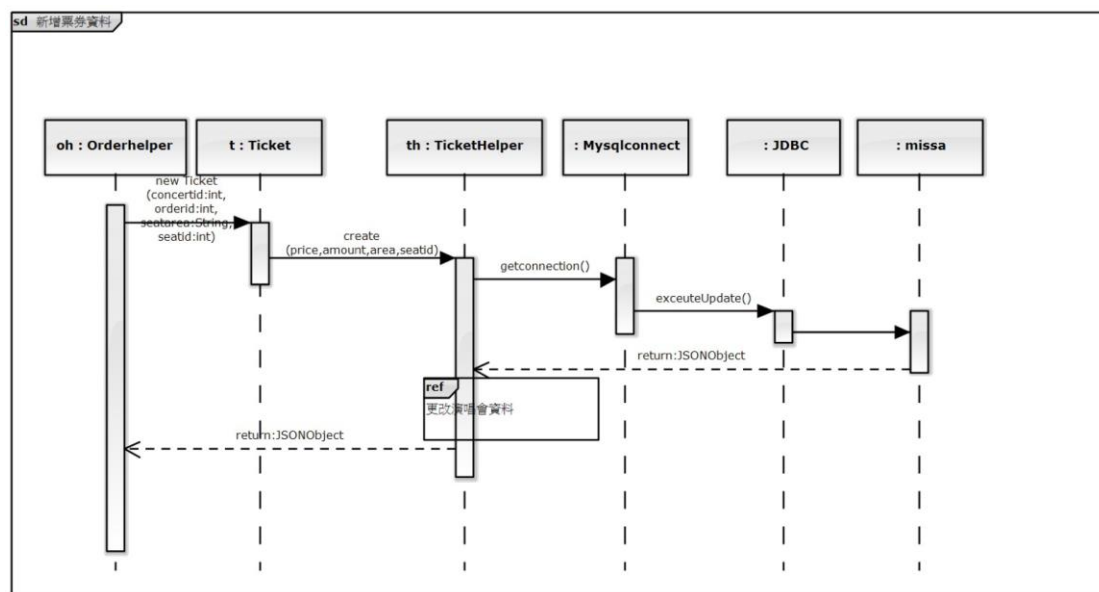 sd 新增票券資料
oh : Orderhelper
t : Ticket
th : TicketHelper
: Mysqlconnect
: JDBC
: missa
new Ticket
(concertid:int,
orderid:int,
seatarea:String,
seatid:int)
create
(price,amount,area,seatid)
getconnection()
exceuteUpdate()
return:JSONObject
ref
更改演唱會資料
return:JSONObject